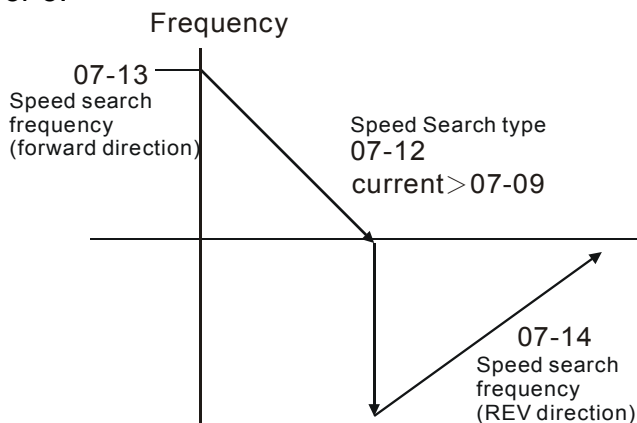 Frequency
07-13
Speed search
frequency
(forward direction)
Speed Search type
07-12
current＞07-09
07-14
Speed search
frequency
(REV direction)